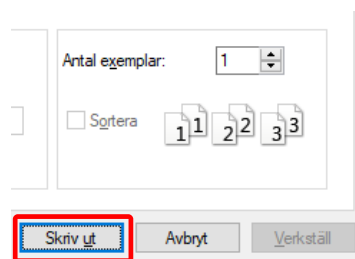 Antal exemplar: 1
Sortera 1 1 2 2 3 3
Skriv ut Avbryt Verkställ